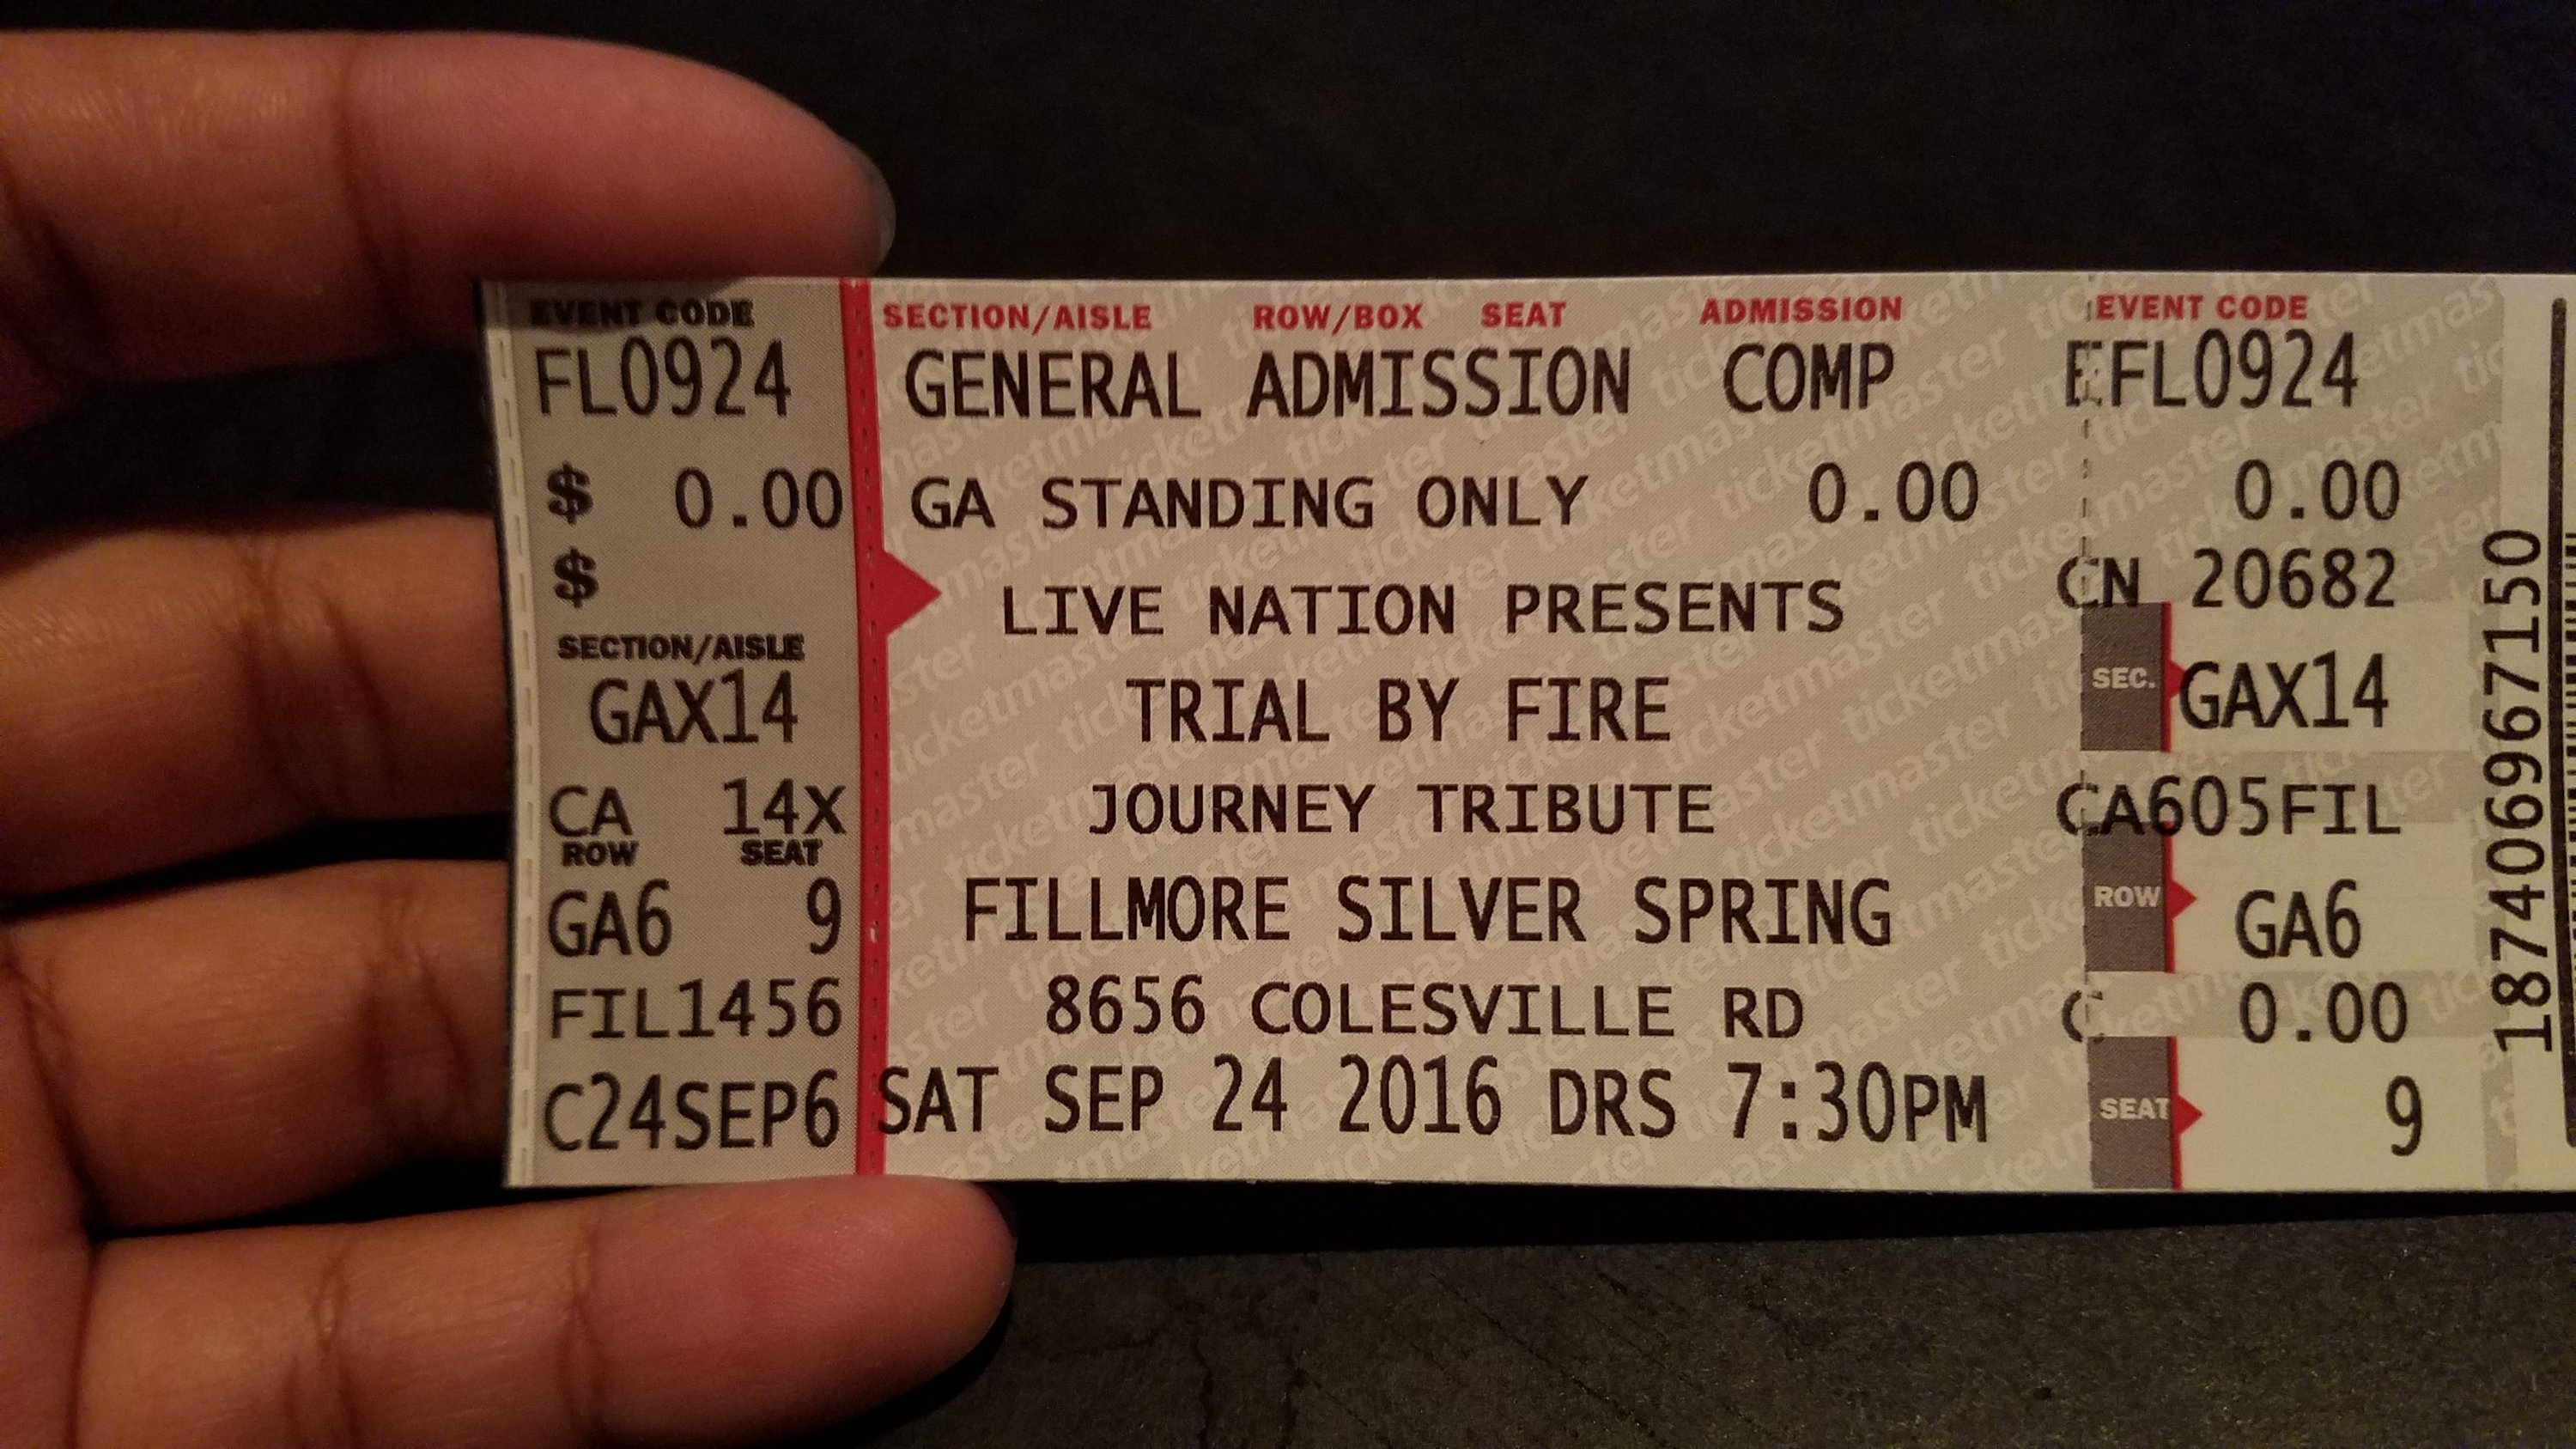 EVENT CODE
FL0924
$ 0.00
$
SECTION/AISLE
GAX14
CA 14X
ROW SEAT
GA6 9
FIL1456
C24SEP6
SECTION/AISLE ROW/BOX SEAT ADMISSION
GENERAL ADMISSION COMP
GA STANDING ONLY 0.00
LIVE NATION PRESENTS
TRIAL BY FIRE
JOURNEY TRIBUTE
FILLMORE SILVER SPRING
8656 COLESVILLE RD
SAT SEP 24 2016 DRS 7:30PM
EVENT CODE
EFL0924
0.00
CN 20682
SEC. GAX14
CA605FIL
ROW GA6
C 0.00
SEAT 9
187406967150
ticketmaster